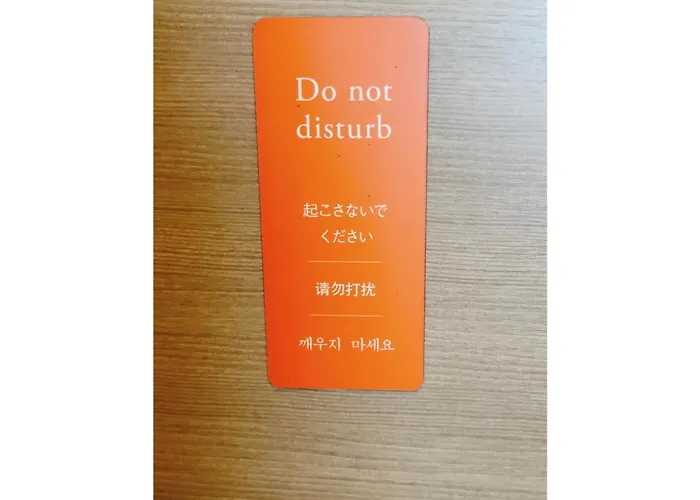 Do not
disturb
起こさないで
ください
请勿打扰
깨우지 마세요